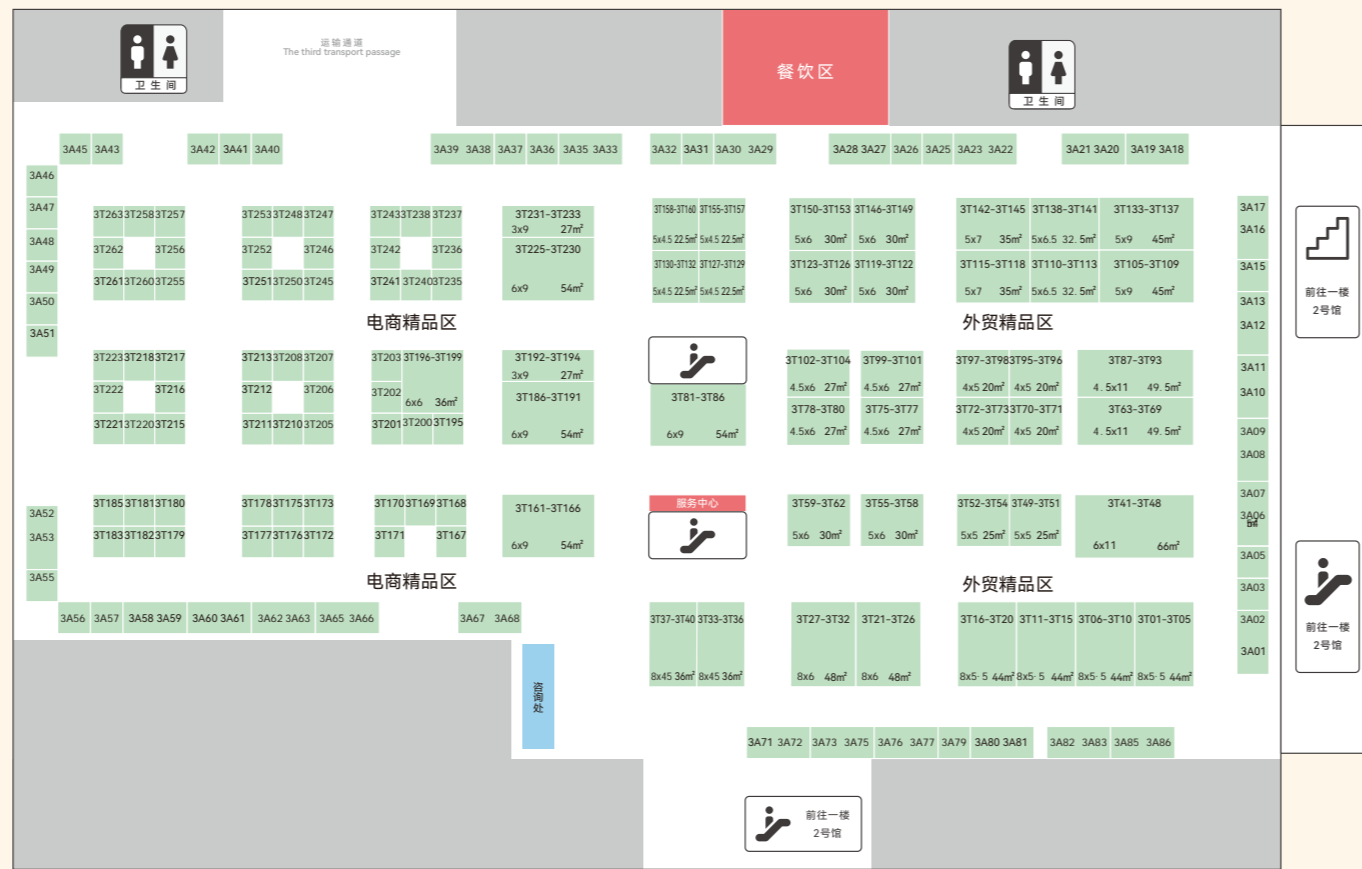 运输通道
The third transport passage
餐饮区
卫生间
卫生间
3A45 3A43
3A42 3A41 3A40
3A39 3A38 3A37 3A36 3A35 3A33
3A32 3A31 3A30 3A29
3A28 3A27 3A26 3A25 3A23 3A22
3A21 3A20 3A19 3A18
3A46
3A47
3A48
3A49
3A50
3A51
3T263 3T258 3T257
3T262 3T256
3T261 3T260 3T255
3T253 3T248 3T247
3T252 3T246
3T251 3T250 3T245
3T243 3T238 3T237
3T242 3T236
3T241 3T240 3T235
3T231-3T233
3x9 27㎡
3T225-3T230
6x9 54㎡
3T158-3T160 3T155-3T157
5x4.5 22.5㎡ 5x4.5 22.5㎡
3T130-3T132 3T127-3T129
5x4.5 22.5㎡ 5x4.5 22.5㎡
3T150-3T153 3T146-3T149
5x6 30㎡ 5x6 30㎡
3T123-3T126 3T119-3T122
5x6 30㎡ 5x6 30㎡
3T142-3T145 3T138-3T141 3T133-3T137
5x7 35㎡ 5x6.5 32.5㎡ 5x9 45㎡
3T115-3T118 3T110-3T113 3T105-3T109
5x7 35㎡ 5x6.5 32.5㎡ 5x9 45㎡
3A17
3A16
3A15
3A13
3A12
3A11
3A10
3A09
3A08
3A07
3A06
3A05
3A03
3A02
3A01
前往一楼
2号馆
电商精品区
外贸精品区
3T223 3T218 3T217
3T222 3T216
3T221 3T220 3T215
3T213 3T208 3T207
3T212 3T206
3T211 3T210 3T205
3T203 3T196-3T199
3T202
6x6 36㎡
3T201 3T200 3T195
3T192-3T194
3x9 27㎡
3T186-3T191
6x9 54㎡
3T81-3T86
6x9 54㎡
3T102-3T104 3T99-3T101
4.5x6 27㎡ 4.5x6 27㎡
3T78-3T80 3T75-3T77
4.5x6 27㎡ 4.5x6 27㎡
3T97-3T98 3T95-3T96
4x5 20㎡ 4x5 20㎡
3T72-3T73 3T70-3T71
4x5 20㎡ 4x5 20㎡
3T87-3T93
4.5x11 49.5㎡
3T63-3T69
4.5x11 49.5㎡
3A52
3A53
3A55
3T185 3T181 3T180
3T183 3T182 3T179
3T178 3T175 3T173
3T177 3T176 3T172
3T170 3T169 3T168
3T171 3T167
3T161-3T166
6x9 54㎡
服务中心
3T59-3T62 3T55-3T58
5x6 30㎡ 5x6 30㎡
3T52-3T54 3T49-3T51
5x5 25㎡ 5x5 25㎡
3T41-3T48
6x11 66㎡
前往一楼
2号馆
电商精品区
外贸精品区
3A56 3A57 3A58 3A59 3A60 3A61 3A62 3A63 3A65 3A66
3A67 3A68
3T37-3T40 3T33-3T36
8x45 36㎡ 8x45 36㎡
3T27-3T32 3T21-3T26
8x6 48㎡ 8x6 48㎡
3T16-3T20 3T11-3T15 3T06-3T10 3T01-3T05
8x5·5 44㎡ 8x5·5 44㎡ 8x5·5 44㎡ 8x5·5 44㎡
咨询处
3A71 3A72 3A73 3A75 3A76 3A77 3A79 3A80 3A81
3A82 3A83 3A85 3A86
前往一楼
2号馆